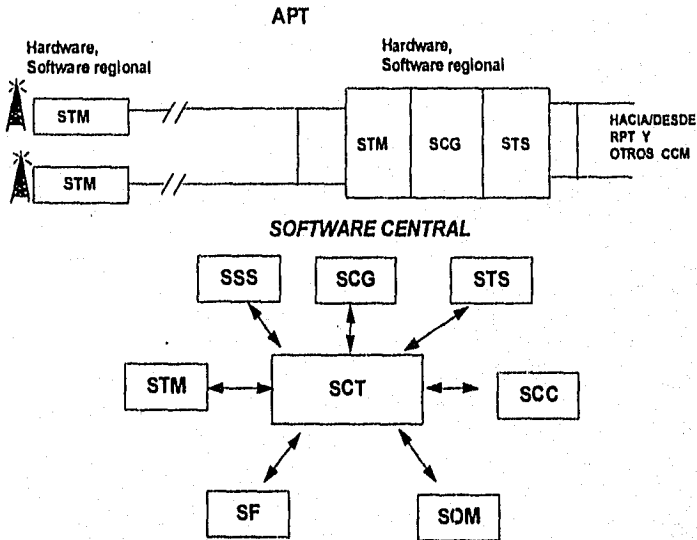 APT
Hardware,
Software regional
Hardware,
Software regional
STM
STM
STM
SCG
STS
HACIA/DESDE
RPT Y
OTROS CCM
SOFTWARE CENTRAL
SSS
SCG
STS
STM
SCT
SCC
SF
SOM